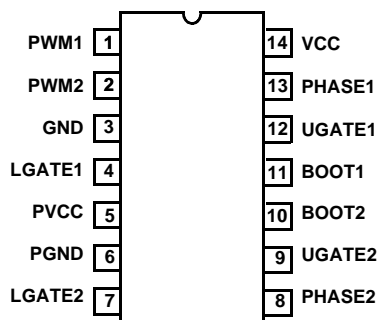 PWM1 1 14 VCC
PWM2 2 13 PHASE1
GND 3 12 UGATE1
LGATE1 4 11 BOOT1
PVCC 5 10 BOOT2
PGND 6 9 UGATE2
LGATE2 7 8 PHASE2